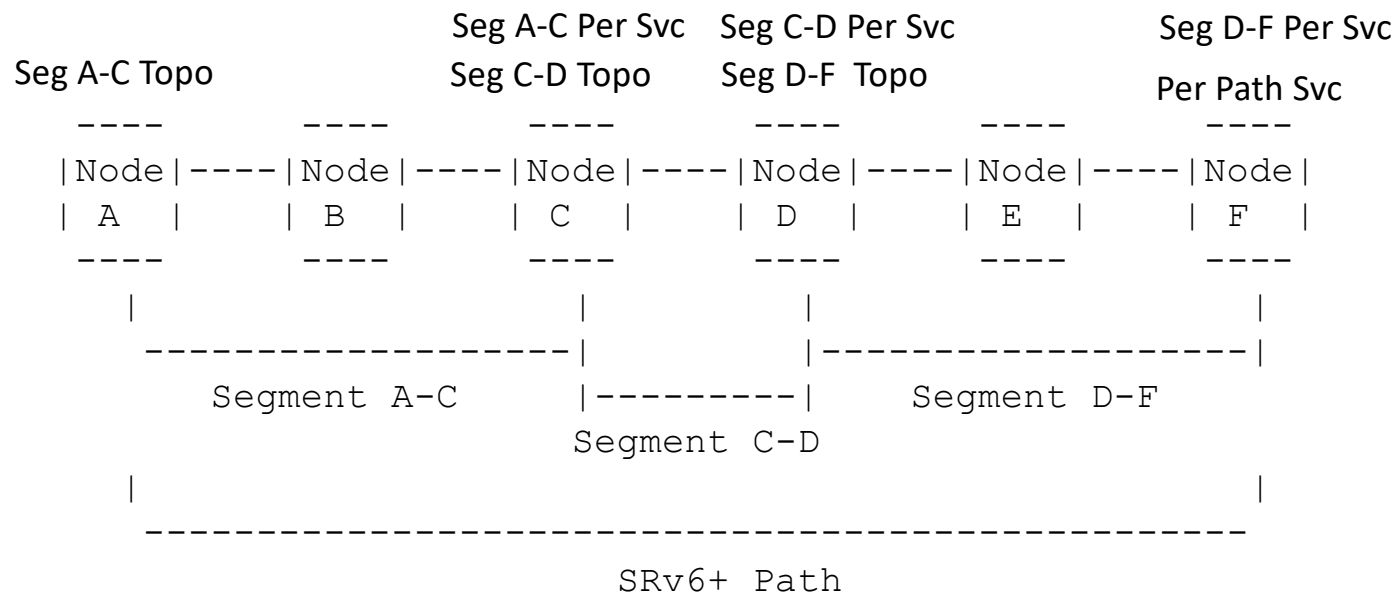 Seg A-C Per Svc   Seg C-D Per Svc   Seg D-F Per Svc
Seg A-C Topo   Seg C-D Topo   Seg D-F  Topo   Per Path Svc
 ----      ----      ----      ----      ----      ----
|Node|----|Node|----|Node|----|Node|----|Node|----|Node|
| A  |    | B  |    | C  |    | D  |    | E  |    | F  |
 ----      ----      ----      ----      ----      ----
   |                   |         |                   |
    -------------------|         |-------------------|
       Segment A-C     |---------|    Segment D-F
                       Segment C-D
   |                                                 |
    -------------------------------------------------
                         SRv6+ Path